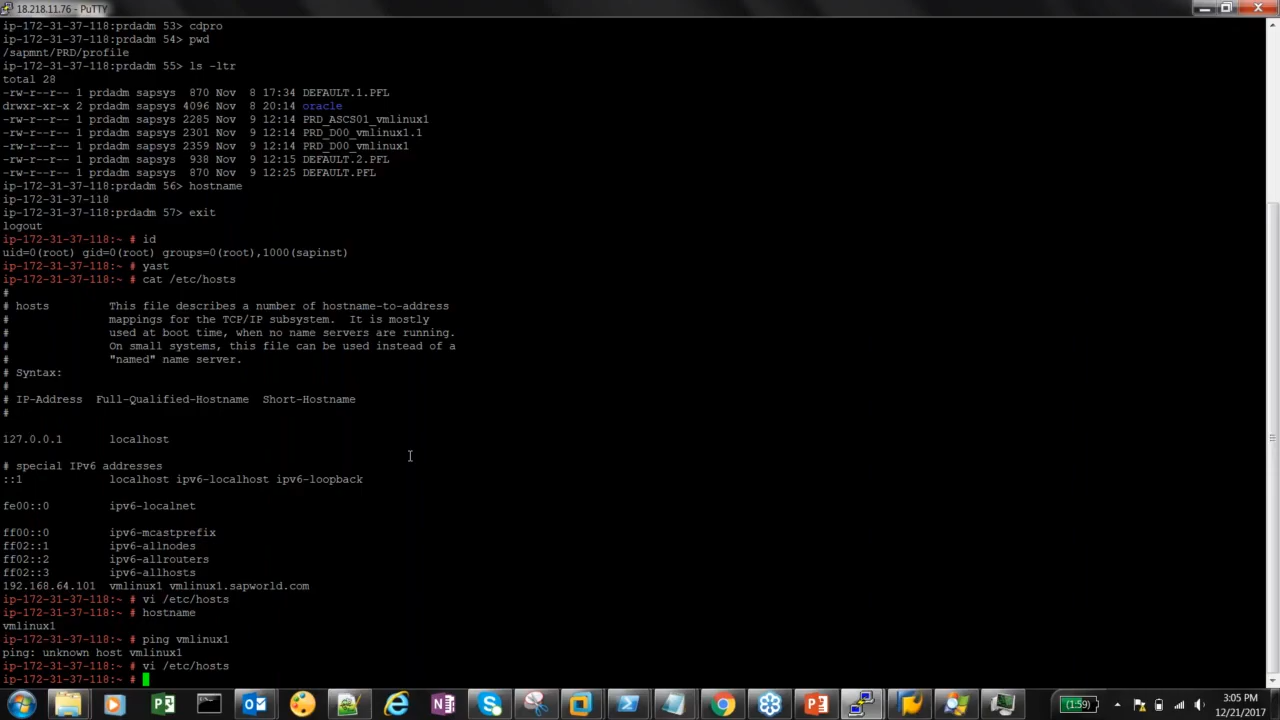 18.218.11.76 - PuTTY
ip-172-31-37-118:prdadm 53> cdpro
ip-172-31-37-118:prdadm 54> pwd
/sapmnt/PRD/profile
ip-172-31-37-118:prdadm 55> ls -ltr
total 28
-rw-r--r-- 1 prdadm sapsys  870 Nov  8 17:34 DEFAULT.1.PFL
drwxr-xr-x 2 prdadm sapsys 4096 Nov  8 20:14 oracle
-rw-r--r-- 1 prdadm sapsys 2285 Nov  9 12:14 PRD_ASCS01_vmlinux1
-rw-r--r-- 1 prdadm sapsys 2301 Nov  9 12:14 PRD_D00_vmlinux1.1
-rw-r--r-- 1 prdadm sapsys 2359 Nov  9 12:14 PRD_D00_vmlinux1
-rw-r--r-- 1 prdadm sapsys  938 Nov  9 12:15 DEFAULT.2.PFL
-rw-r--r-- 1 prdadm sapsys  870 Nov  9 12:25 DEFAULT.PFL
ip-172-31-37-118:prdadm 56> hostname
ip-172-31-37-118
ip-172-31-37-118:prdadm 57> exit
logout
ip-172-31-37-118:~ # id
uid=0(root) gid=0(root) groups=0(root),1000(sapinst)
ip-172-31-37-118:~ # yast
ip-172-31-37-118:~ # cat /etc/hosts
#
# hosts         This file describes a number of hostname-to-address
#               mappings for the TCP/IP subsystem.  It is mostly
#               used at boot time, when no name servers are running.
#               On small systems, this file can be used instead of a
#               "named" name server.
# Syntax:
#
# IP-Address  Full-Qualified-Hostname  Short-Hostname
#
127.0.0.1       localhost
# special IPv6 addresses
::1             localhost ipv6-localhost ipv6-loopback
fe00::0         ipv6-localnet
ff00::0         ipv6-mcastprefix
ff02::1         ipv6-allnodes
ff02::2         ipv6-allrouters
ff02::3         ipv6-allhosts
192.168.64.101  vmlinux1 vmlinux1.sapworld.com
ip-172-31-37-118:~ # vi /etc/hosts
ip-172-31-37-118:~ # hostname
vmlinux1
ip-172-31-37-118:~ # ping vmlinux1
ping: unknown host vmlinux1
ip-172-31-37-118:~ # vi /etc/hosts
ip-172-31-37-118:~ #
(1:59)
3:05 PM
12/21/2017